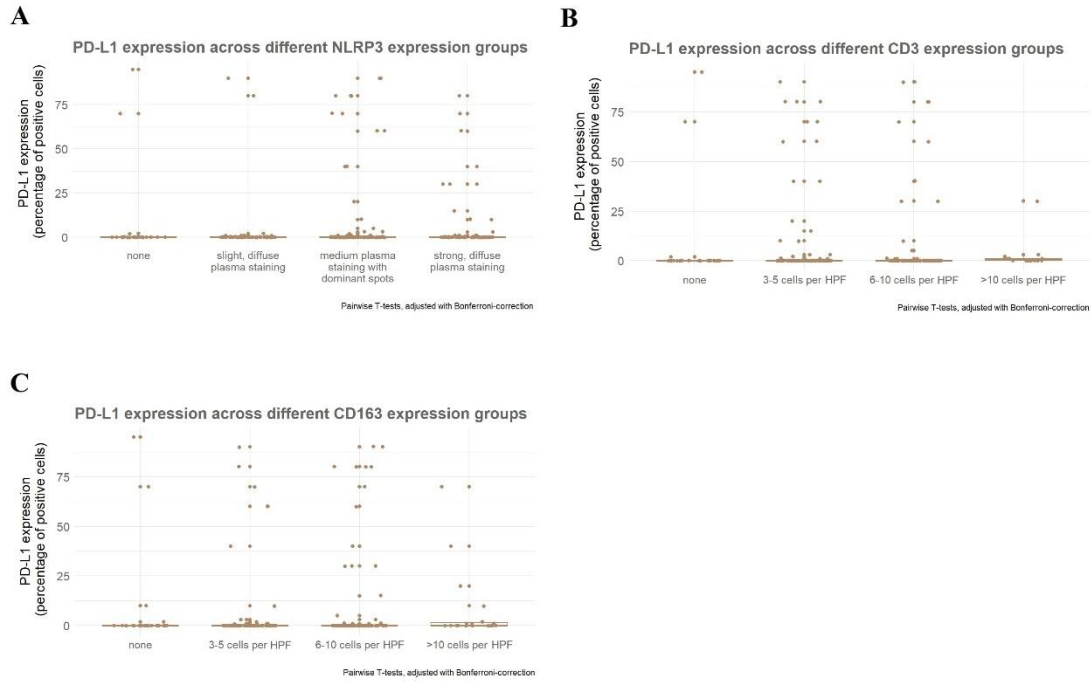 A
PD-L1 expression across different NLRP3 expression groups
PD-L1 expression
(percentage of positive cells)
75
50
25
0
none
slight, diffuse
plasma staining
medium plasma
staining with
dominant spots
strong, diffuse
plasma staining
Pairwise T-tests, adjusted with Bonferroni-correction
B
PD-L1 expression across different CD3 expression groups
PD-L1 expression
(percentage of positive cells)
75
50
25
0
none
3-5 cells per HPF
6-10 cells per HPF
>10 cells per HPF
Pairwise T-tests, adjusted with Bonferroni-correction
C
PD-L1 expression across different CD163 expression groups
PD-L1 expression
(percentage of positive cells)
75
50
25
0
none
3-5 cells per HPF
6-10 cells per HPF
>10 cells per HPF
Pairwise T-tests, adjusted with Bonferroni-correction